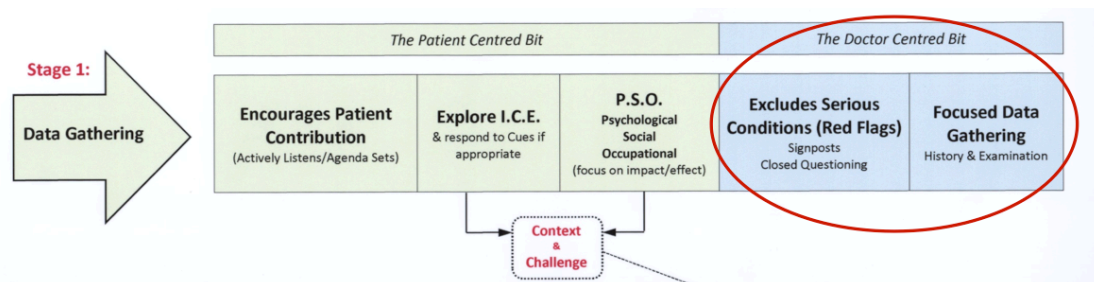 The Patient Centred Bit
The Doctor Centred Bit
Stage 1:
Data Gathering
Encourages Patient
Contribution
(Actively Listens/Agenda Sets)
Explore I.C.E.
& respond to Cues if
appropriate
P.S.O.
Psychological
Social
Occupational
(focus on impact/effect)
Excludes Serious
Conditions (Red Flags)
Signposts
Closed Questioning
Focused Data
Gathering
History & Examination
Context
&
Challenge